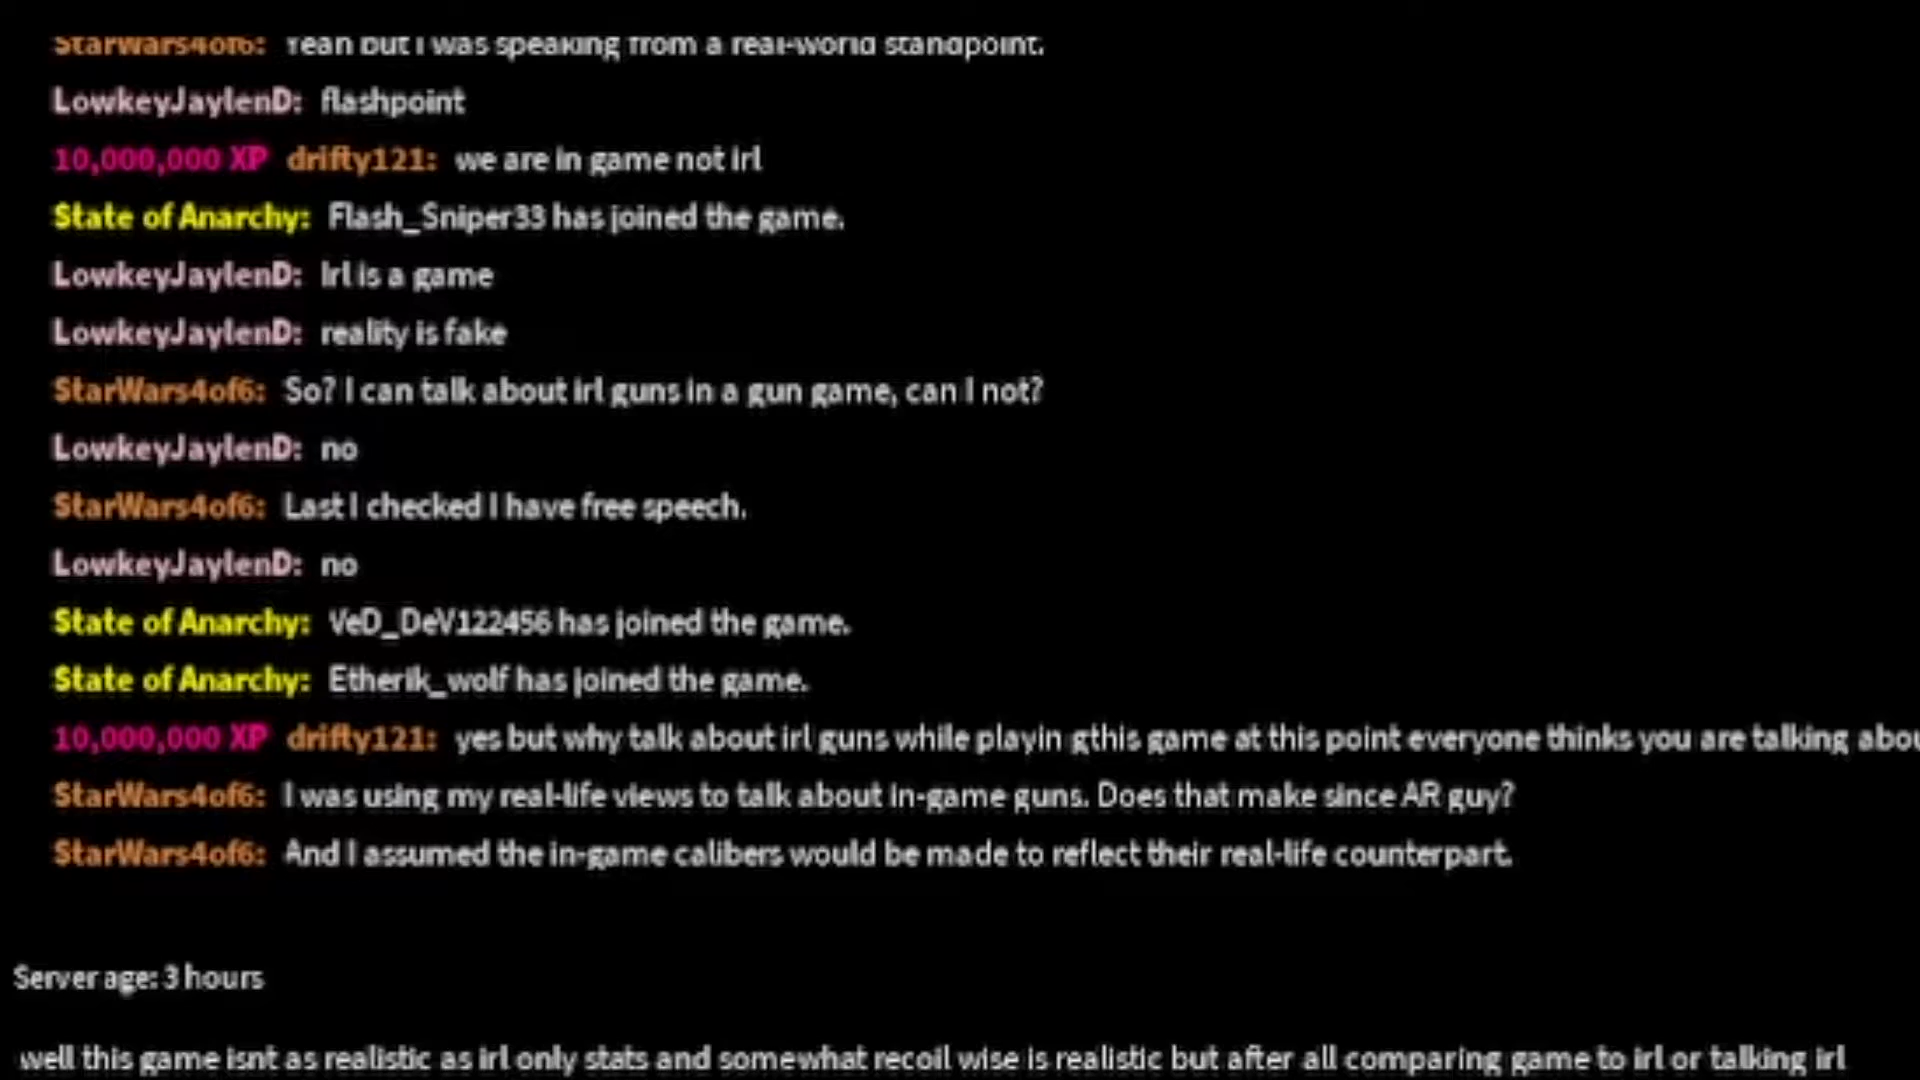 StarWars4of6: Yeah but I was speaking from a real-world standpoint.
LowkeyJaylenD: flashpoint
10,000,000 XP drifty121: we are in game not irl
State of Anarchy: Flash_Sniper33 has joined the game.
LowkeyJaylenD: Irl is a game
LowkeyJaylenD: reality is fake
StarWars4of6: So? I can talk about irl guns in a gun game, can I not?
LowkeyJaylenD: no
StarWars4of6: Last I checked I have free speech.
LowkeyJaylenD: no
State of Anarchy: VeD_DeV122456 has joined the game.
State of Anarchy: Etherik_wolf has joined the game.
10,000,000 XP drifty121: yes but why talk about irl guns while playin gthis game at this point everyone thinks you are talking abou
StarWars4of6: I was using my real-life views to talk about in-game guns. Does that make since AR guy?
StarWars4of6: And I assumed the in-game calibers would be made to reflect their real-life counterpart.
Server age: 3 hours
well this game isnt as realistic as irl only stats and somewhat recoil wise is realistic but after all comparing game to irl or talking irl